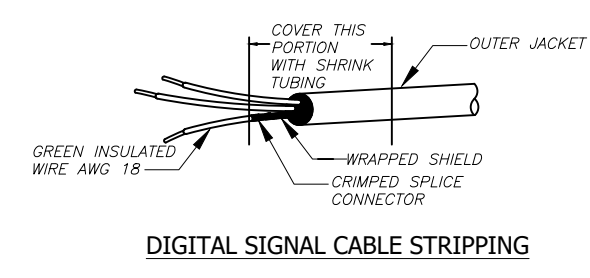 COVER THIS
PORTION
WITH SHRINK
TUBING
OUTER JACKET
GREEN INSULATED
WIRE AWG 18
WRAPPED SHIELD
CRIMPED SPLICE
CONNECTOR
DIGITAL SIGNAL CABLE STRIPPING